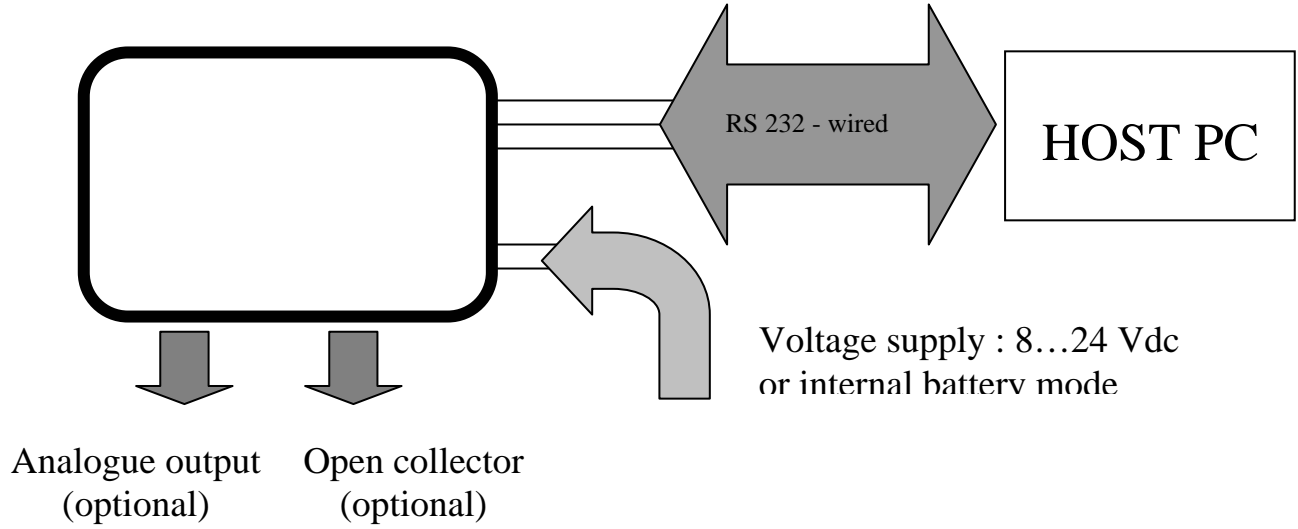 RS 232 - wired
HOST PC
Voltage supply : 8…24 Vdc
or internal battery mode
Analogue output
(optional)
Open collector
(optional)